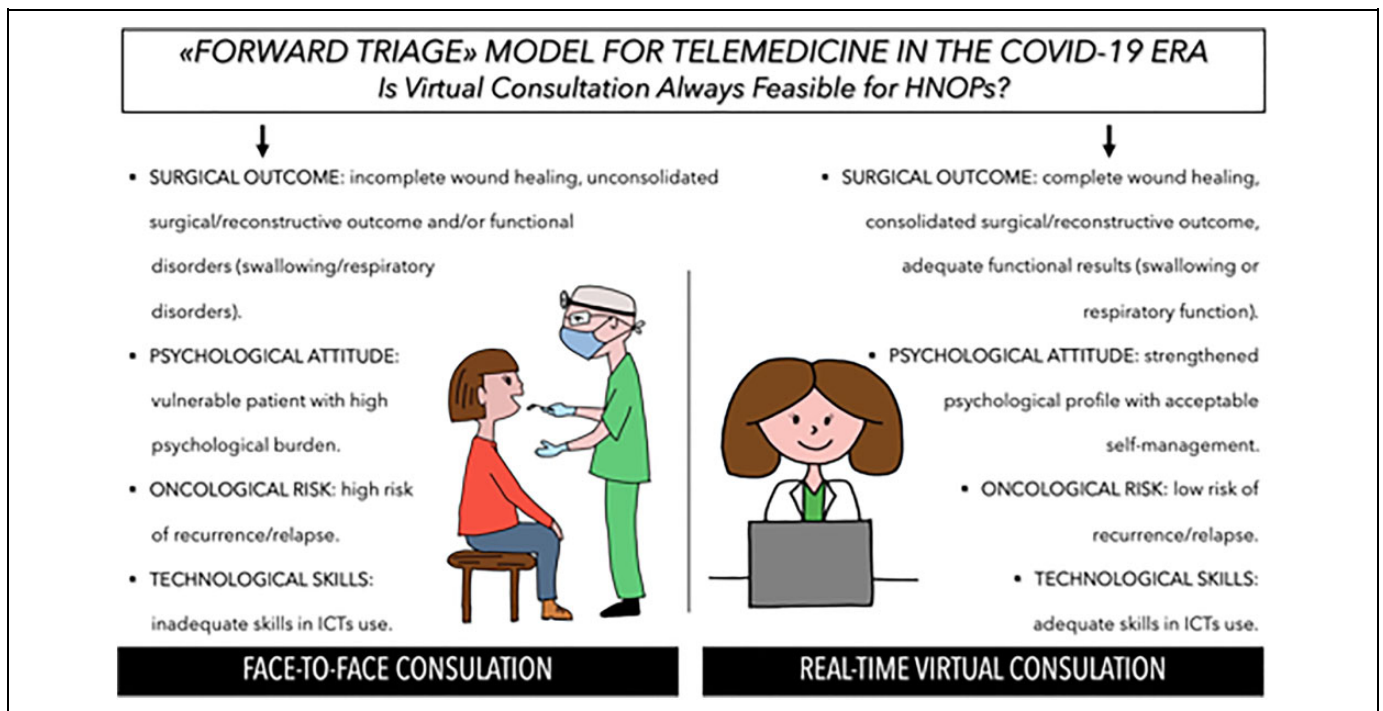 «FORWARD TRIAGE» MODEL FOR TELEMEDICINE IN THE COVID-19 ERA
Is Virtual Consultation Always Feasible for HNOPs?
• SURGICAL OUTCOME: incomplete wound healing, unconsolidated
surgical/reconstructive outcome and/or functional
disorders (swallowing/respiratory
disorders).
• PSYCHOLOGICAL ATTITUDE:
vulnerable patient with high
psychological burden.
• ONCOLOGICAL RISK: high risk
of recurrence/relapse.
• TECHNOLOGICAL SKILLS:
inadequate skills in ICTs use.
FACE-TO-FACE CONSULATION
• SURGICAL OUTCOME: complete wound healing,
consolidated surgical/reconstructive outcome,
adequate functional results (swallowing or
respiratory function).
• PSYCHOLOGICAL ATTITUDE: strengthened
psychological profile with acceptable
self-management.
• ONCOLOGICAL RISK: low risk of
recurrence/relapse.
• TECHNOLOGICAL SKILLS:
adequate skills in ICTs use.
REAL-TIME VIRTUAL CONSULATION